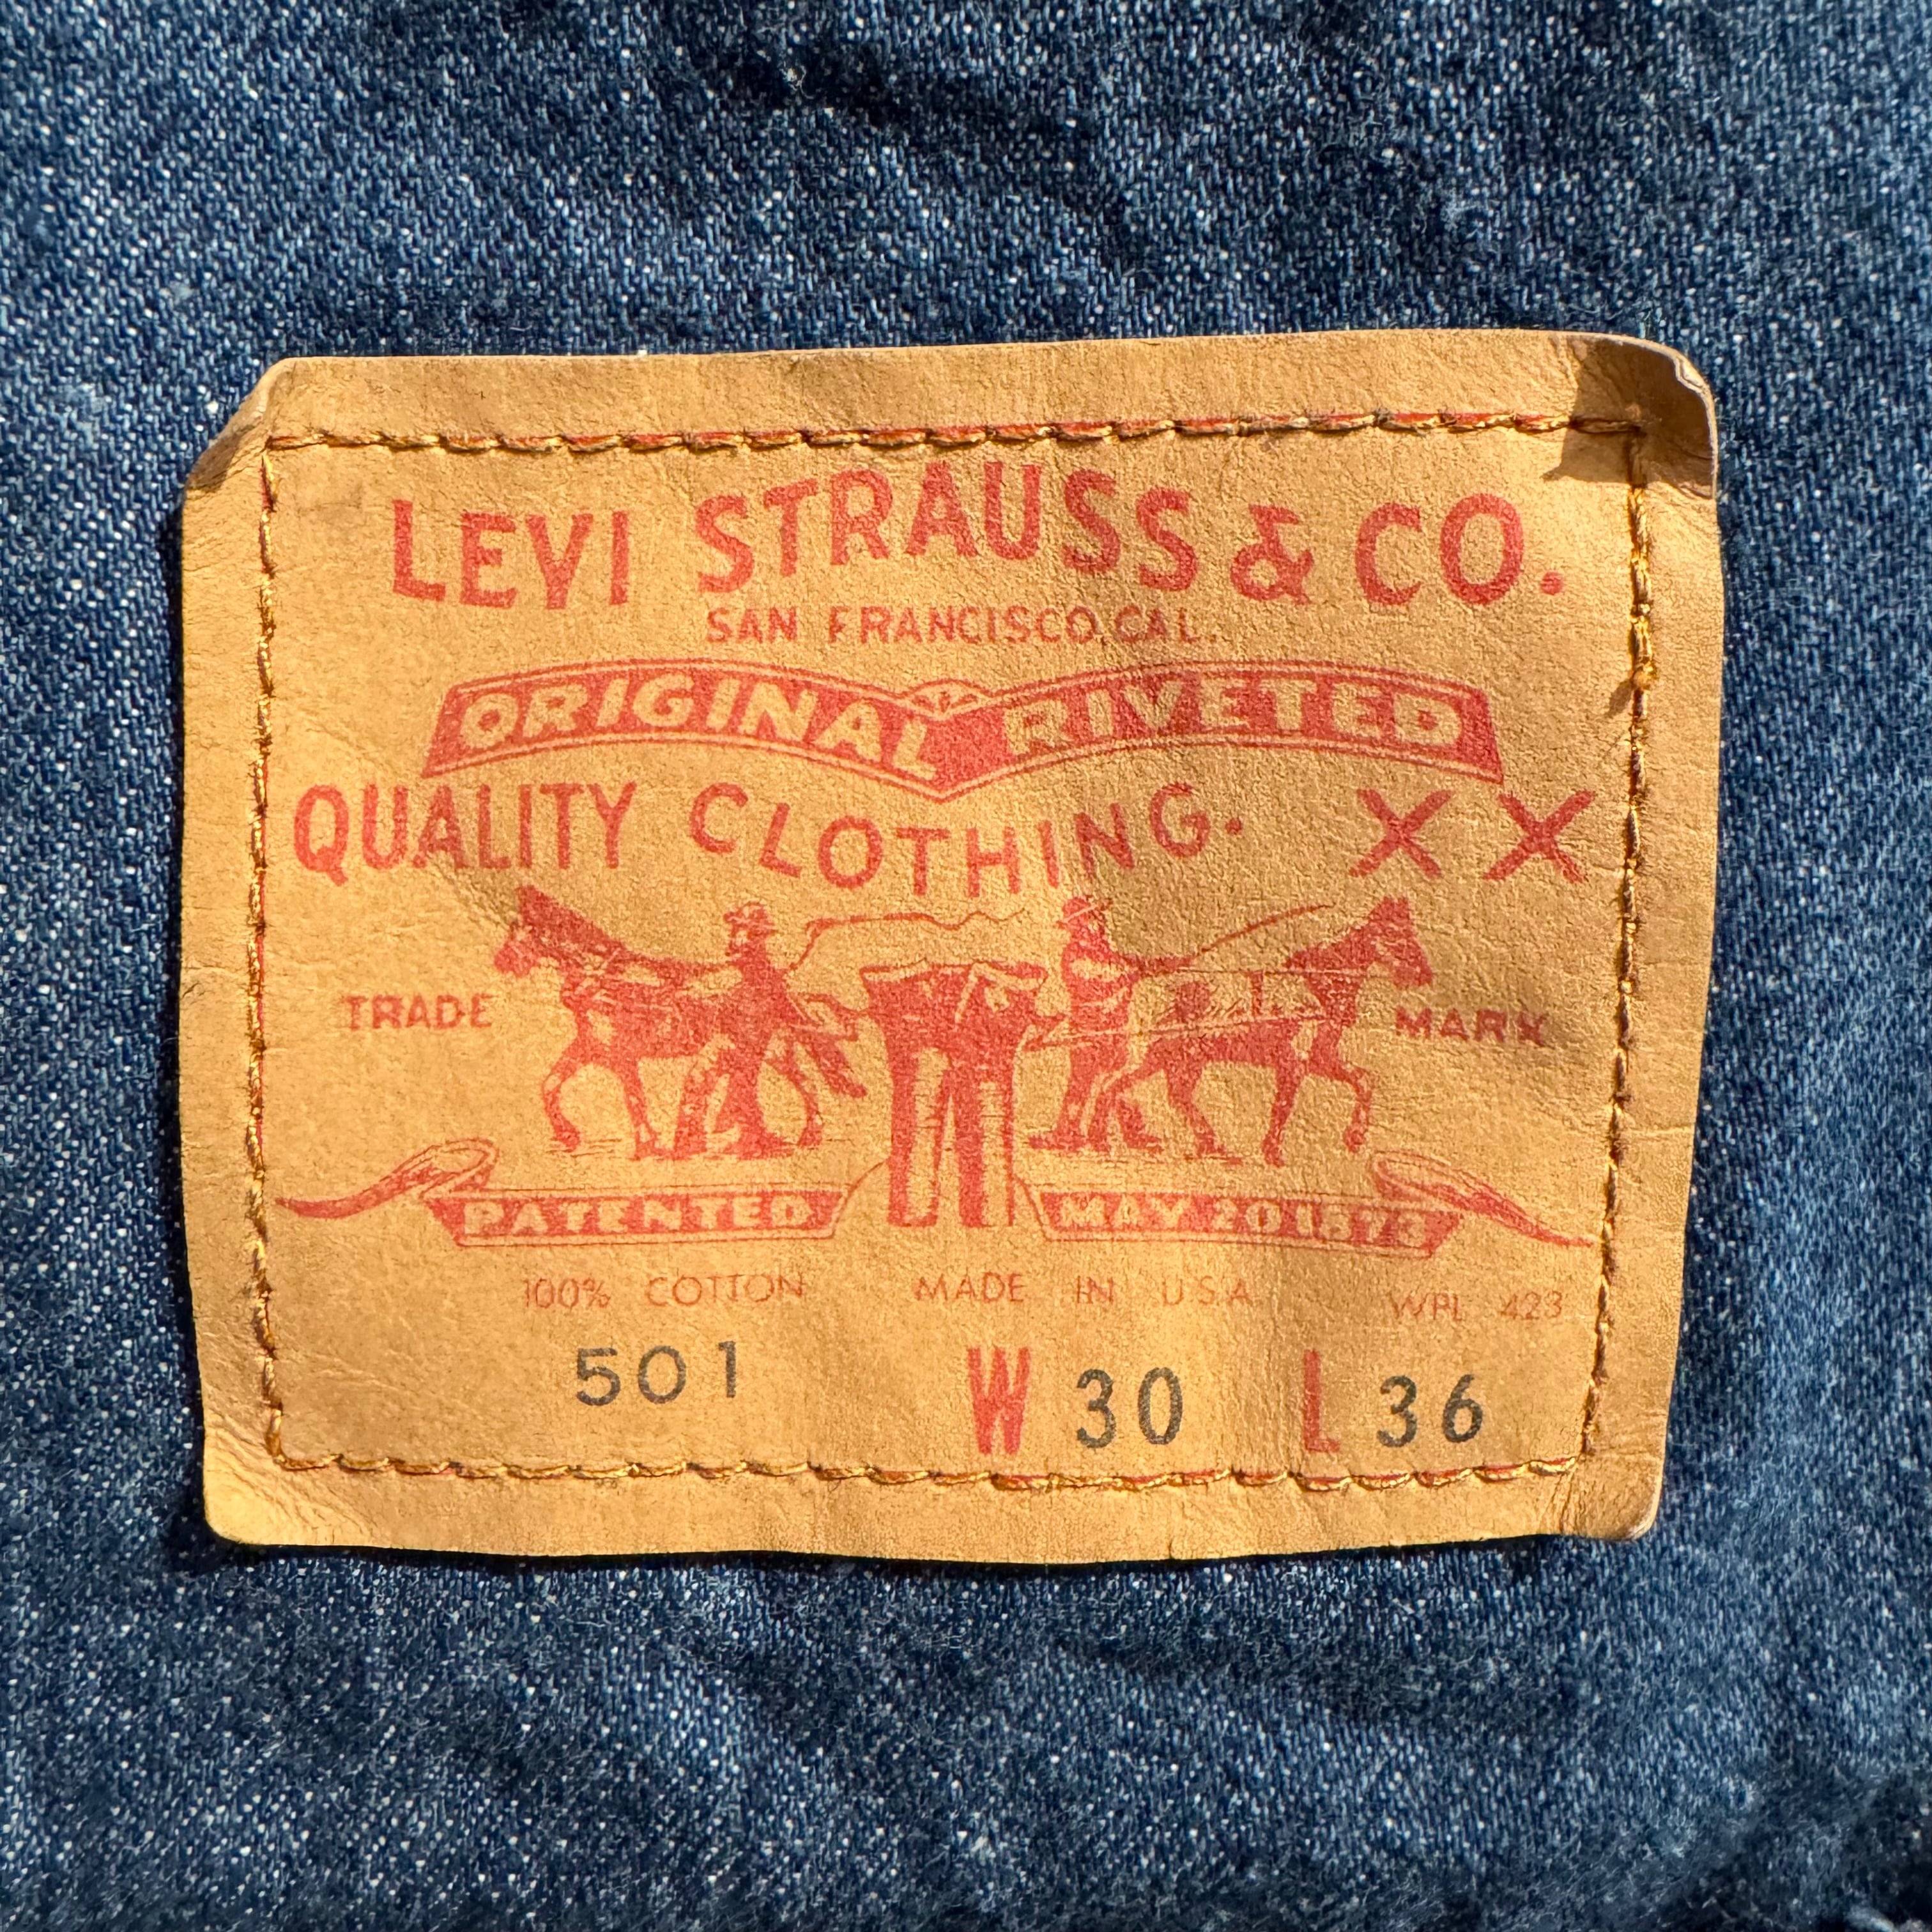 LEVI STRAUSS & CO.
SAN FRANCISCO, CAL.
ORIGINAL RIVETED
QUALITY CLOTHING. XX
TRADE MARK
PATENTED MAY 20 1873
100% COTTON MADE IN U.S.A. WPL 423
501 W 30 L 36